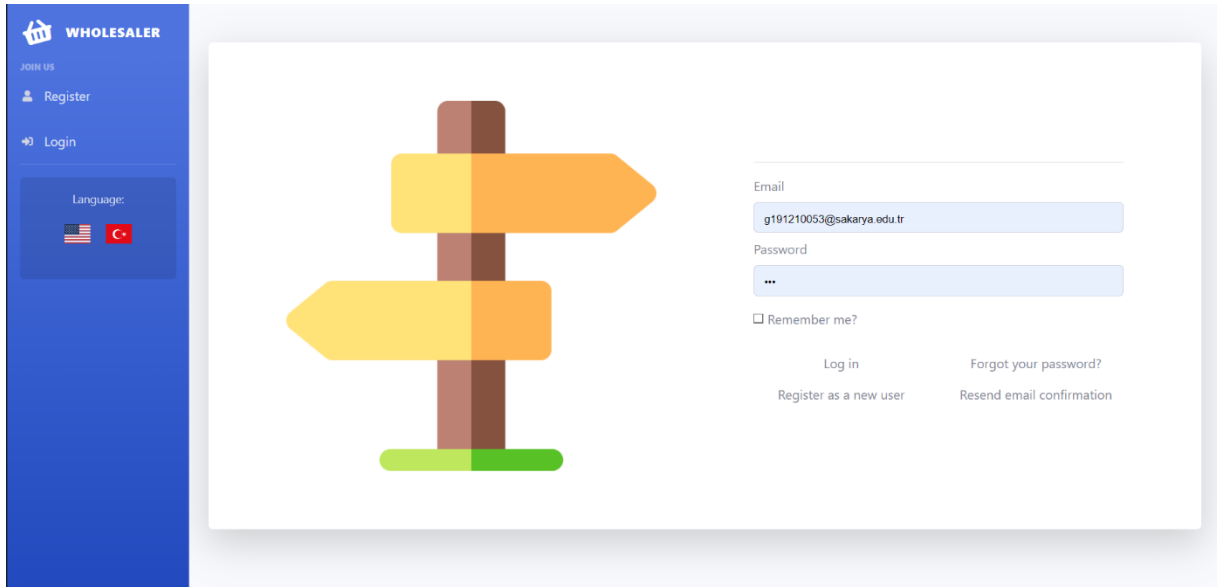 WHOLESALER
JOIN US
Register
Login
Language:
Email
g191210053@sakarya.edu.tr
Password
•••
Remember me?
Log in
Forgot your password?
Register as a new user
Resend email confirmation